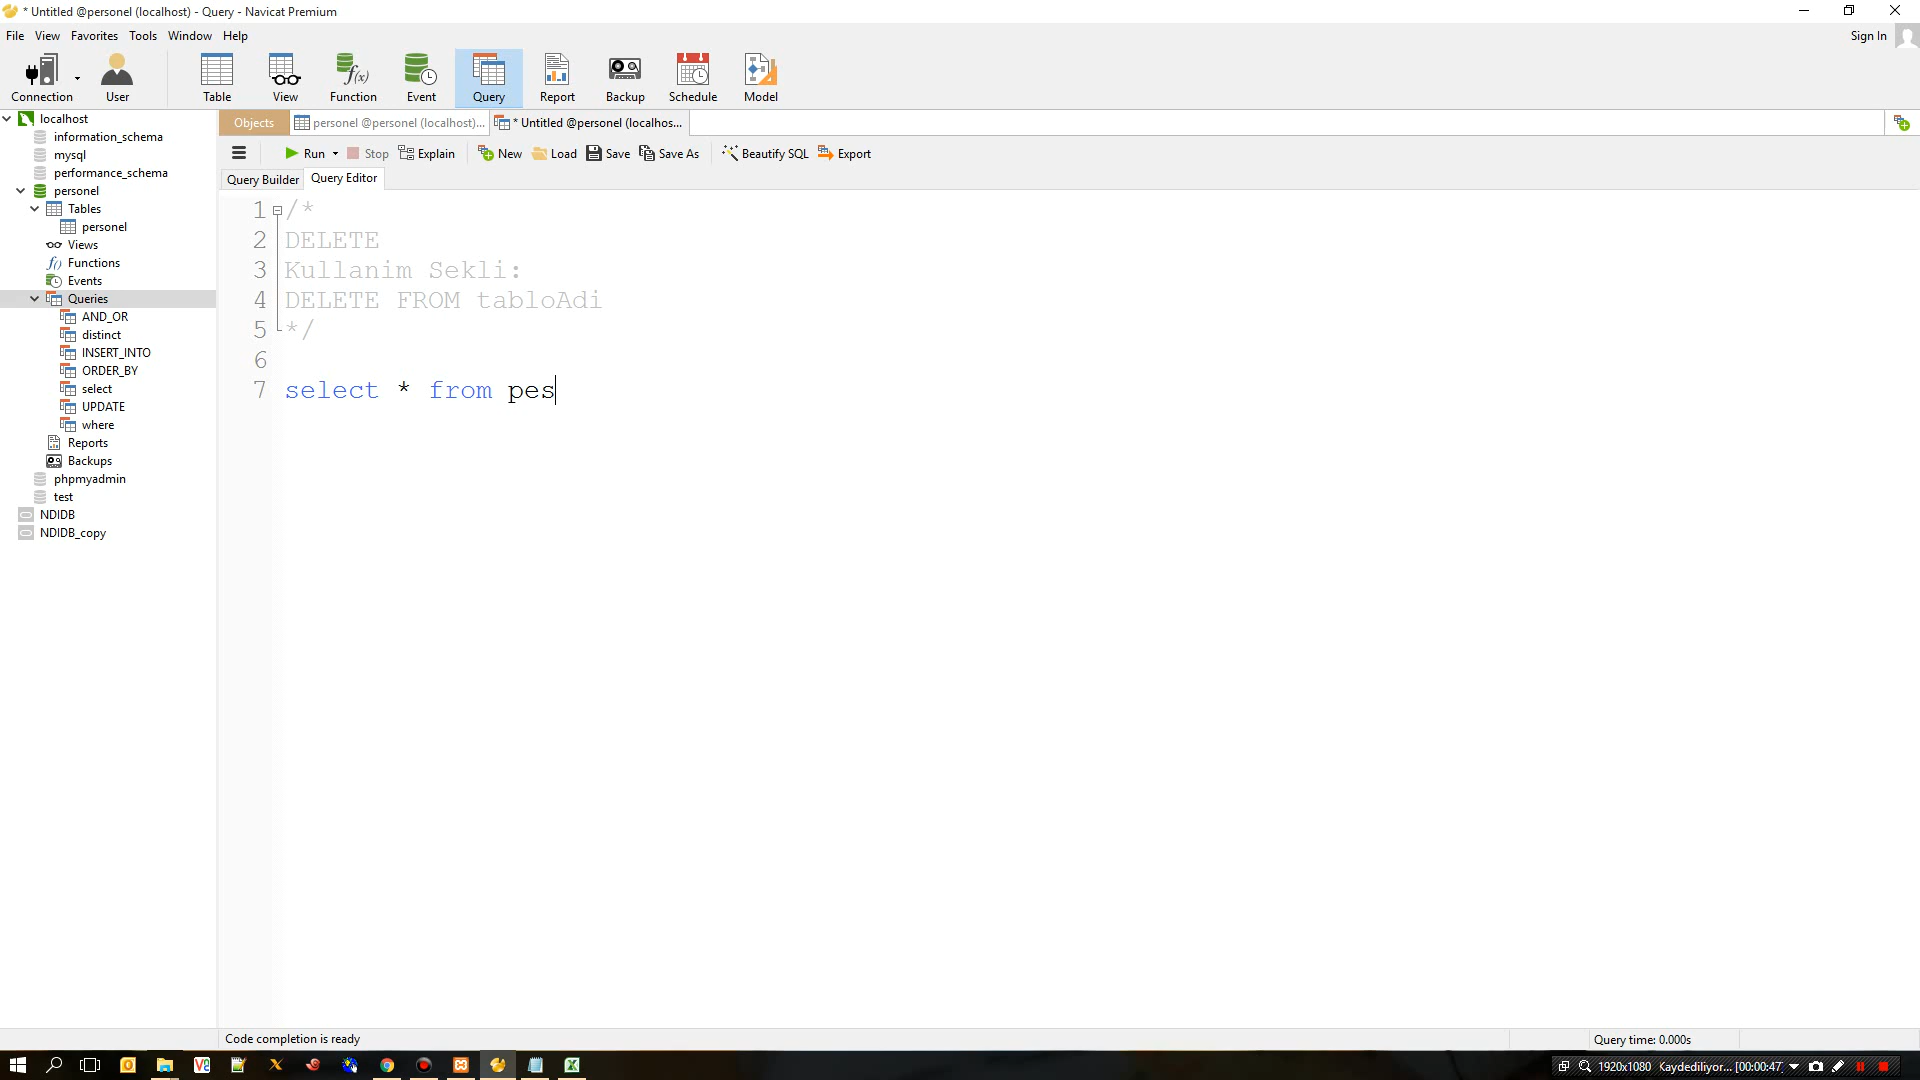 * Untitled @personel (localhost) - Query - Navicat Premium
File View Favorites Tools Window Help
Sign In
Connection User Table View Function Event Query Report Backup Schedule Model
Objects personel @personel (localhost)... * Untitled @personel (localhos...
Run Stop Explain New Load Save Save As Beautify SQL Export
Query Builder Query Editor
localhost
information_schema
mysql
performance_schema
personel
Tables
personel
Views
Functions
Events
Queries
AND_OR
distinct
INSERT_INTO
ORDER_BY
select
UPDATE
where
Reports
Backups
phpmyadmin
test
NDIDB
NDIDB_copy
1 /*
2 DELETE
3 Kullanim Sekli:
4 DELETE FROM tabloAdi
5 */
6
7 select * from pes
Code completion is ready
Query time: 0.000s
1920x1080 Kaydediliyor... [00:00:47]